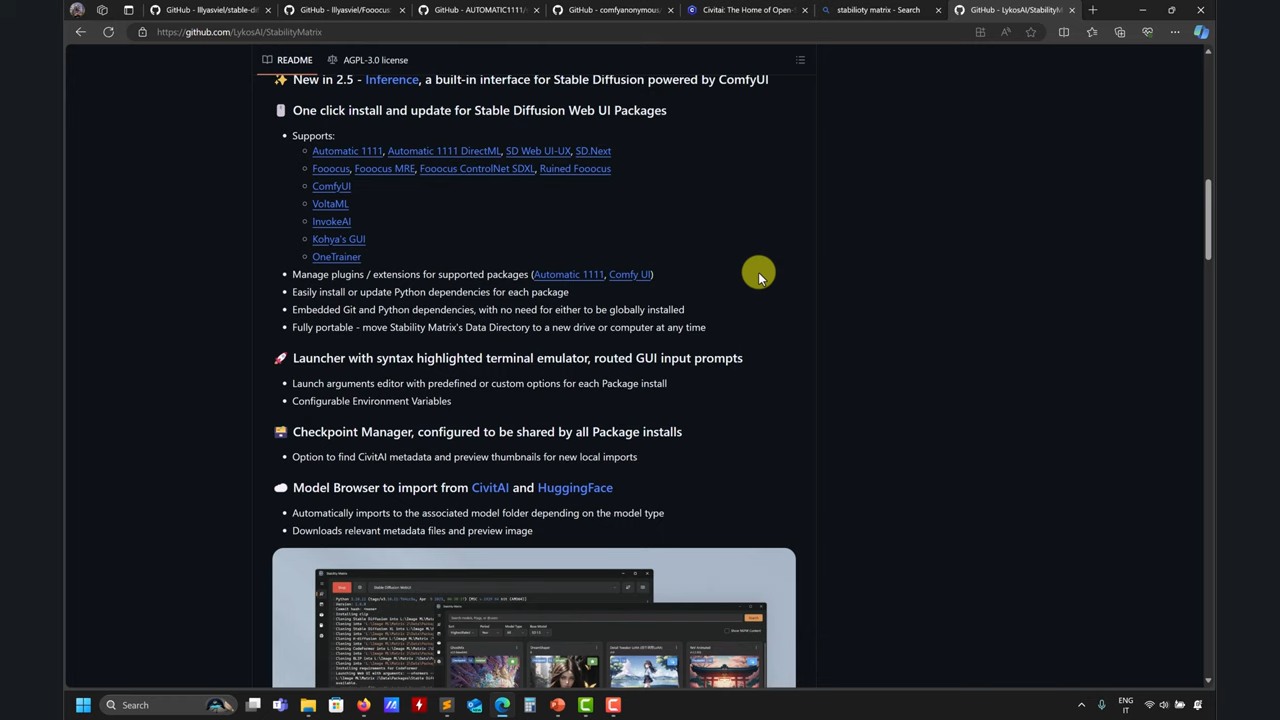 GitHub - lllyasviel/stable-di
GitHub - lllyasviel/Fooocus:
GitHub - AUTOMATIC1111/
GitHub - comfyanonymous
Civitai: The Home of Open-S
stabilioty matrix - Search
GitHub - LykosAI/StabilityM
https://github.com/LykosAI/StabilityMatrix
README
AGPL-3.0 license
✨ New in 2.5 - Inference, a built-in interface for Stable Diffusion powered by ComfyUI
One click install and update for Stable Diffusion Web UI Packages
• Supports:
Automatic 1111, Automatic 1111 DirectML, SD Web UI-UX, SD.Next
Fooocus, Fooocus MRE, Fooocus ControlNet SDXL, Ruined Fooocus
ComfyUI
VoltaML
InvokeAI
Kohya's GUI
OneTrainer
• Manage plugins / extensions for supported packages (Automatic 1111, Comfy UI)
• Easily install or update Python dependencies for each package
• Embedded Git and Python dependencies, with no need for either to be globally installed
• Fully portable - move Stability Matrix's Data Directory to a new drive or computer at any time
🚀 Launcher with syntax highlighted terminal emulator, routed GUI input prompts
• Launch arguments editor with predefined or custom options for each Package install
• Configurable Environment Variables
Checkpoint Manager, configured to be shared by all Package installs
• Option to find CivitAI metadata and preview thumbnails for new local imports
Model Browser to import from CivitAI and HuggingFace
• Automatically imports to the associated model folder depending on the model type
• Downloads relevant metadata files and preview image
Search
ENG
IT